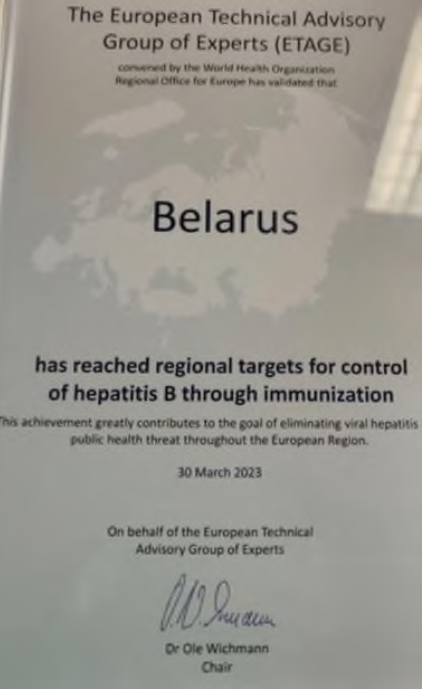 The European Technical Advisory
Group of Experts (ETAGE)
convened by the World Health Organization
Regional Office for Europe has validated that
Belarus
has reached regional targets for control
of hepatitis B through immunization
This achievement greatly contributes to the goal of eliminating viral hepatitis
public health threat throughout the European Region.
30 March 2023
On behalf of the European Technical
Advisory Group of Experts
Dr Ole Wichmann
Chair